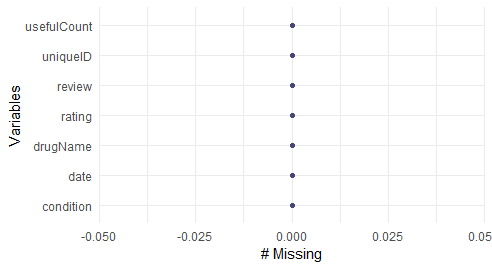 usefulCount
uniqueID
review
rating
drugName
date
condition
Variables
-0.050
-0.025
0.000
0.025
0.05
# Missing